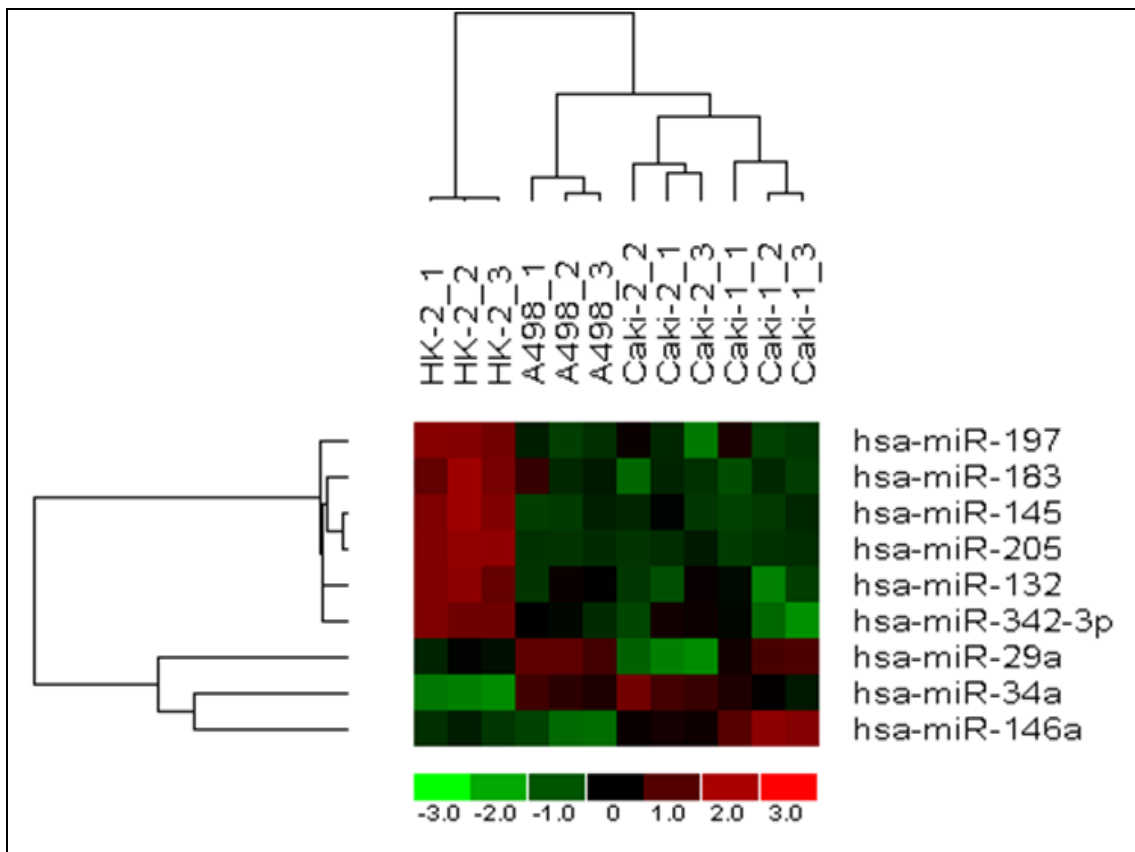 HK-2_1
HK-2_2
HK-2_3
A498_1
A498_2
A498_3
Caki-2_2
Caki-2_1
Caki-2_3
Caki-1_1
Caki-1_2
Caki-1_3
hsa-miR-197
hsa-miR-183
hsa-miR-145
hsa-miR-205
hsa-miR-132
hsa-miR-342-3p
hsa-miR-29a
hsa-miR-34a
hsa-miR-146a
-3.0 -2.0 -1.0 0 1.0 2.0 3.0